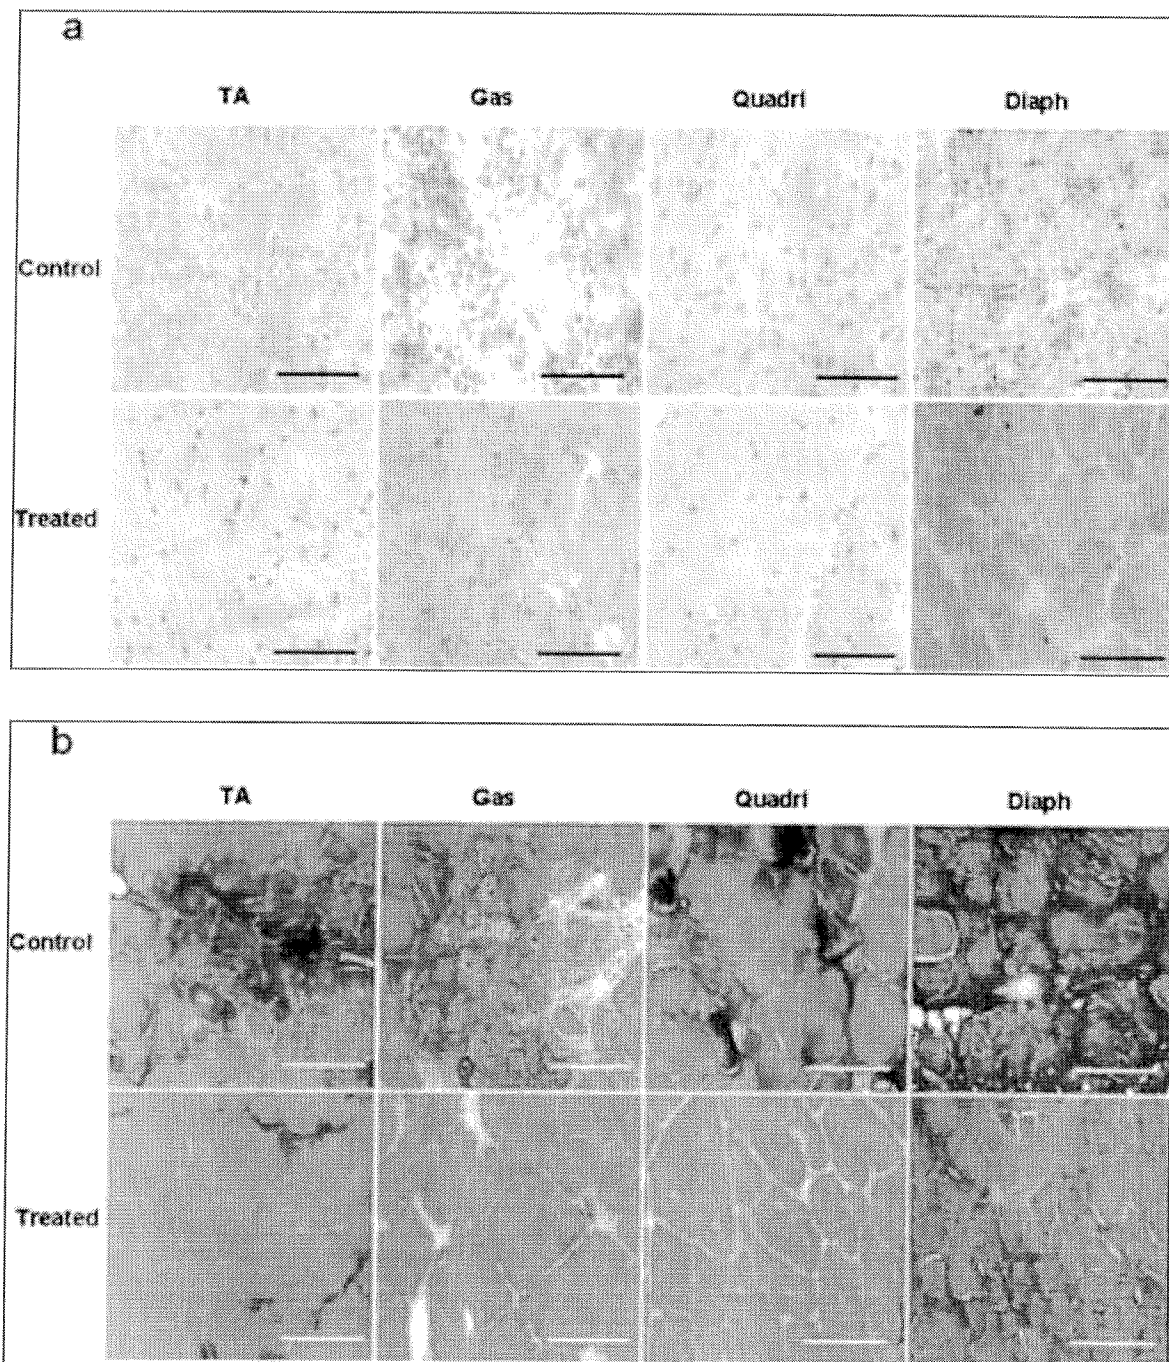 a
TA Gas Quadri Diaph
Control
Treated
b
TA Gas Quadri Diaph
Control
Treated